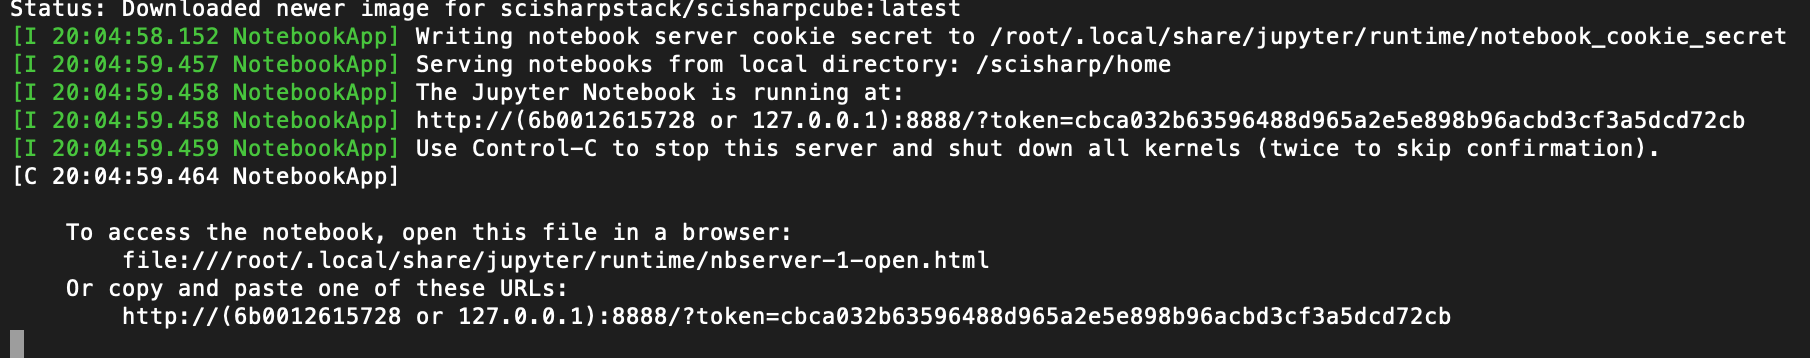 Status: Downloaded newer image for scisharpstack/scisharpcube:latest
[I 20:04:58.152 NotebookApp] Writing notebook server cookie secret to /root/.local/share/jupyter/runtime/notebook_cookie_secret
[I 20:04:59.457 NotebookApp] Serving notebooks from local directory: /scisharp/home
[I 20:04:59.458 NotebookApp] The Jupyter Notebook is running at:
[I 20:04:59.458 NotebookApp] http://(6b0012615728 or 127.0.0.1):8888/?token=cbca032b63596488d965a2e5e898b96acbd3cf3a5dcd72cb
[I 20:04:59.459 NotebookApp] Use Control-C to stop this server and shut down all kernels (twice to skip confirmation).
[C 20:04:59.464 NotebookApp]
To access the notebook, open this file in a browser:
file:///root/.local/share/jupyter/runtime/nbserver-1-open.html
Or copy and paste one of these URLs:
http://(6b0012615728 or 127.0.0.1):8888/?token=cbca032b63596488d965a2e5e898b96acbd3cf3a5dcd72cb